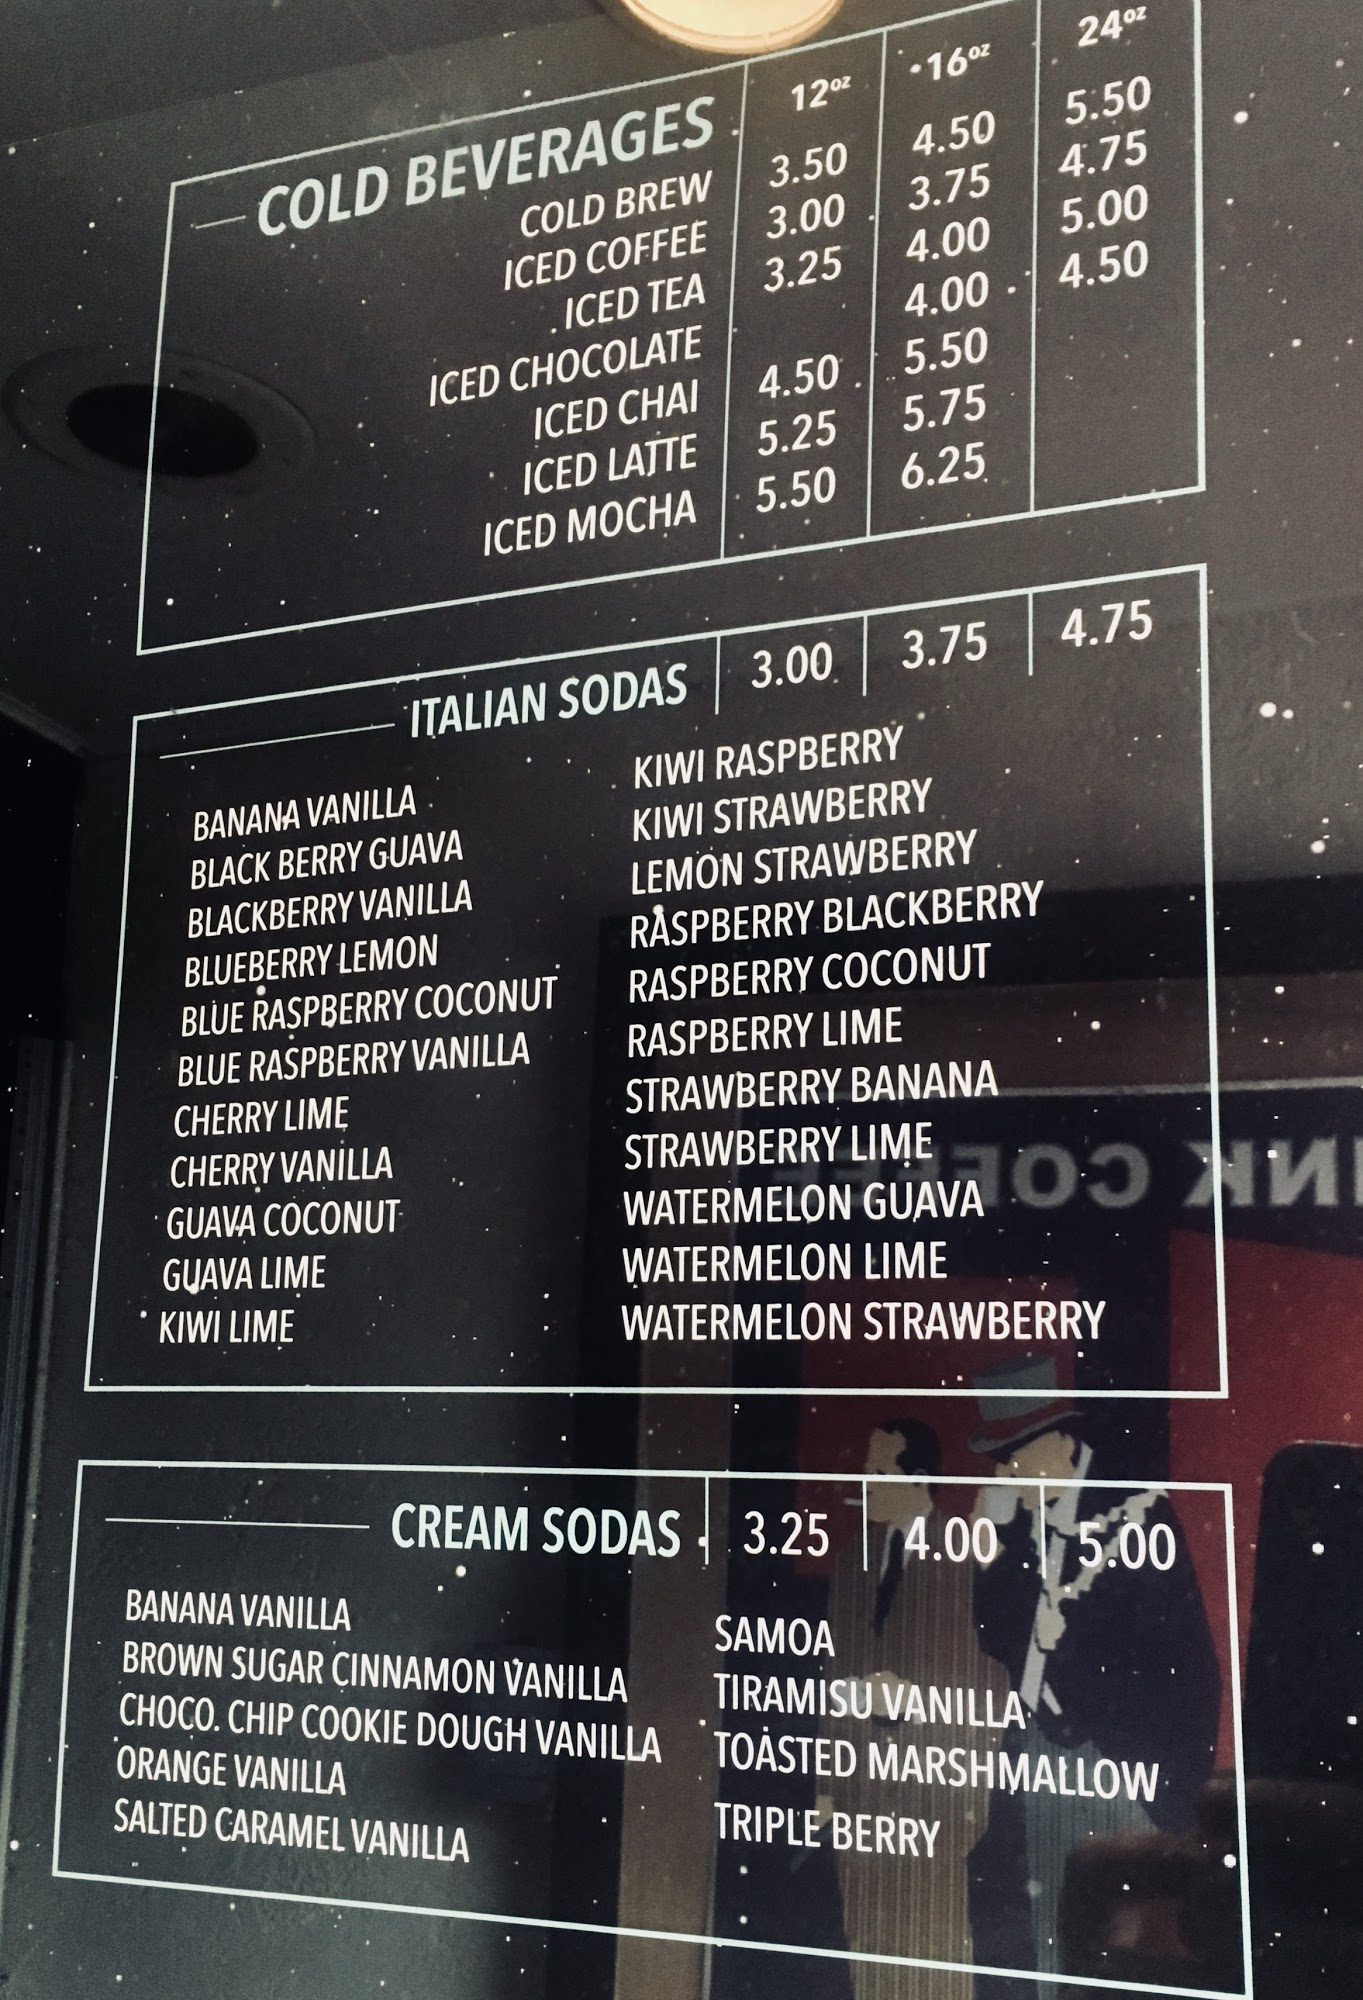 COLD BEVERAGES 12oz 16oz 24oz
COLD BREW 3.50 4.50 5.50
ICED COFFEE 3.00 3.75 4.75
ICED TEA 3.25 4.00 5.00
ICED CHOCOLATE 4.00 4.50
ICED CHAI 4.50 5.50
ICED LATTE 5.25 5.75
ICED MOCHA 5.50 6.25
ITALIAN SODAS 3.00 3.75 4.75
BANANA VANILLA
BLACK BERRY GUAVA
BLACKBERRY VANILLA
BLUEBERRY LEMON
BLUE RASPBERRY COCONUT
BLUE RASPBERRY VANILLA
CHERRY LIME
CHERRY VANILLA
GUAVA COCONUT
GUAVA LIME
KIWI LIME
KIWI RASPBERRY
KIWI STRAWBERRY
LEMON STRAWBERRY
RASPBERRY BLACKBERRY
RASPBERRY COCONUT
RASPBERRY LIME
STRAWBERRY BANANA
STRAWBERRY LIME
WATERMELON GUAVA
WATERMELON LIME
WATERMELON STRAWBERRY
CREAM SODAS 3.25 4.00 5.00
BANANA VANILLA
BROWN SUGAR CINNAMON VANILLA
CHOCO. CHIP COOKIE DOUGH VANILLA
ORANGE VANILLA
SALTED CARAMEL VANILLA
SAMOA
TIRAMISU VANILLA
TOASTED MARSHMALLOW
TRIPLE BERRY